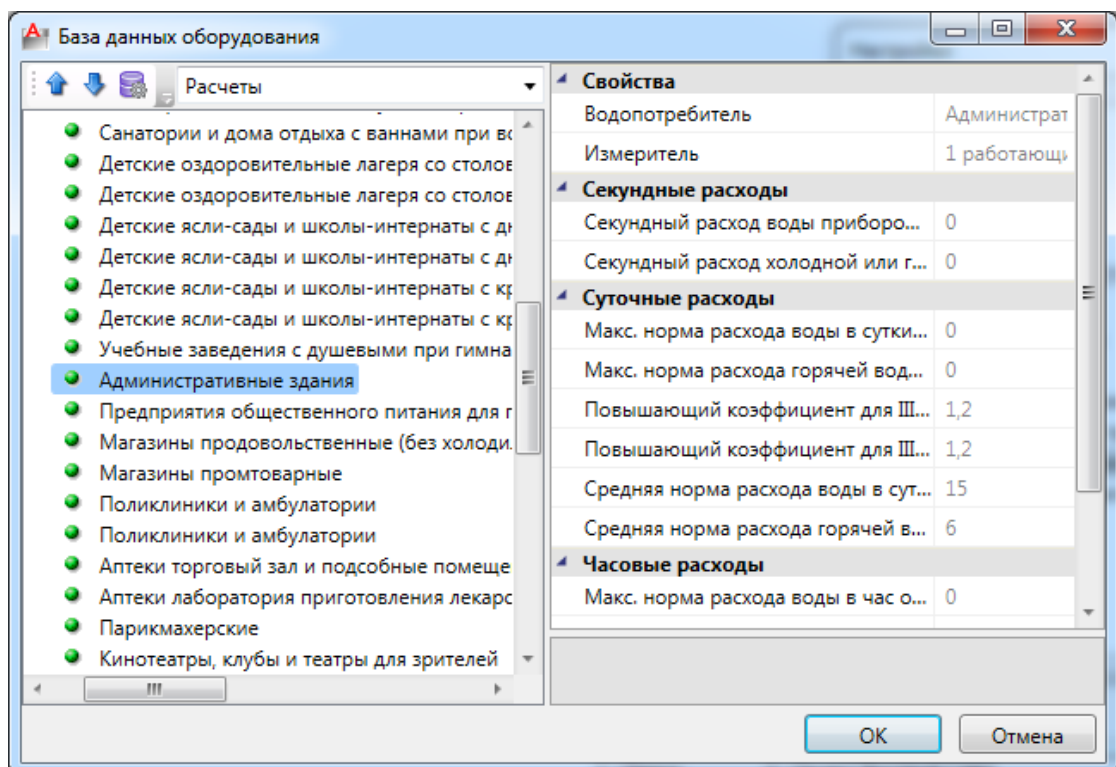 База данных оборудования
Расчеты
Санатории и дома отдыха с ваннами при вс
Детские оздоровительные лагеря со столов
Детские оздоровительные лагеря со столов
Детские ясли-сады и школы-интернаты с дн
Детские ясли-сады и школы-интернаты с дн
Детские ясли-сады и школы-интернаты с кр
Детские ясли-сады и школы-интернаты с кр
Учебные заведения с душевыми при гимна
Административные здания
Предприятия общественного питания для п
Магазины продовольственные (без холоди.
Магазины промтоварные
Поликлиники и амбулатории
Поликлиники и амбулатории
Аптеки торговый зал и подсобные помеще
Аптеки лаборатория приготовления лекарс
Парикмахерские
Кинотеатры, клубы и театры для зрителей
Свойства
Водопотребитель Администрат
Измеритель 1 работающи
Секундные расходы
Секундный расход воды приборо... 0
Секундный расход холодной или г... 0
Суточные расходы
Макс. норма расхода воды в сутки... 0
Макс. норма расхода горячей вод... 0
Повышающий коэффициент для III... 1,2
Повышающий коэффициент для III... 1,2
Средняя норма расхода воды в сут... 15
Средняя норма расхода горячей в... 6
Часовые расходы
Макс. норма расхода воды в час о... 0
ОК
Отмена